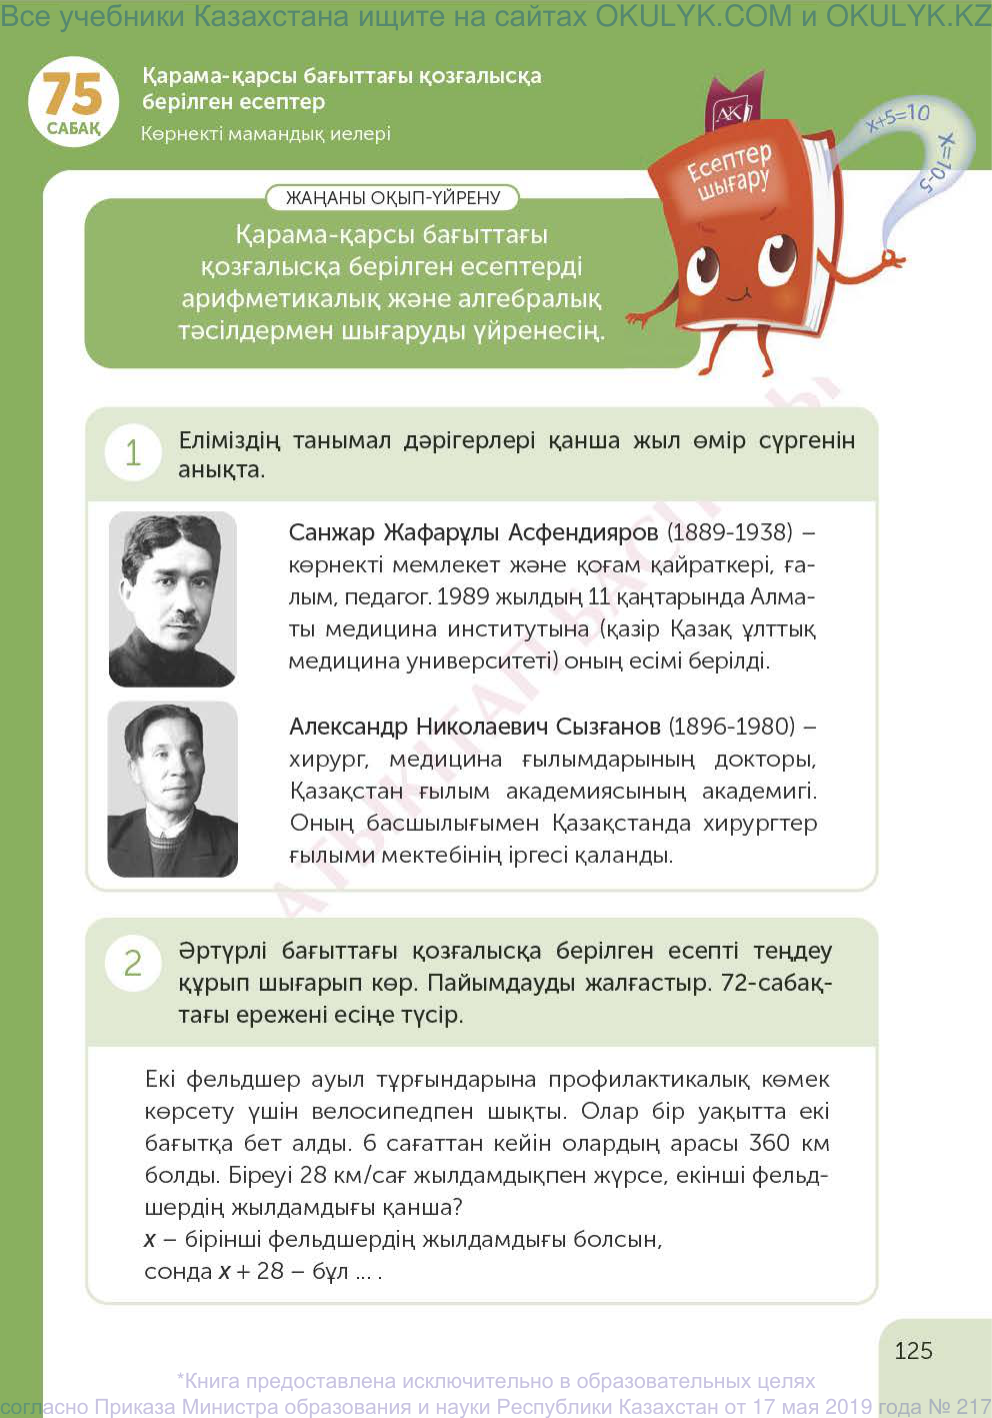 Все учебники Казахстана ищите на сайтах OKULYK.COM и OKULYK.KZ
75
САБАҚ
Қарама-қарсы бағыттағы қозғалысқа
берілген есептер
Көрнекті мамандық иелері
АК
Есептер
шығару
x+5=10
x=10-5
ЖАҢАНЫ ОҚЫП-ҮЙРЕНУ
Қарама-қарсы бағыттағы
қозғалысқа берілген есептерді
арифметикалық және алгебралық
тәсілдермен шығаруды үйренесің.
1
Еліміздің танымал дәрігерлері қанша жыл өмір сүргенін
анықта.
Санжар Жафарұлы Асфендияров (1889-1938) –
көрнекті мемлекет және қоғам қайраткері, ға-
лым, педагог. 1989 жылдың 11 қаңтарында Алма-
ты медицина институтына (қазір Қазақ ұлттық
медицина университеті) оның есімі берілді.
Александр Николаевич Сызғанов (1896-1980) –
хирург, медицина ғылымдарының докторы,
Қазақстан ғылым академиясының академигі.
Оның басшылығымен Қазақстанда хирургтер
ғылыми мектебінің іргесі қаланды.
2
Әртүрлі бағыттағы қозғалысқа берілген есепті теңдеу
құрып шығарып көр. Пайымдауды жалғастыр. 72-сабақ-
тағы ережені есіңе түсір.
Екі фельдшер ауыл тұрғындарына профилактикалық көмек
көрсету үшін велосипедпен шықты. Олар бір уақытта екі
бағытқа бет алды. 6 сағаттан кейін олардың арасы 360 км
болды. Біреуі 28 км/сағ жылдамдықпен жүрсе, екінші фельд-
шердің жылдамдығы қанша?
x – бірінші фельдшердің жылдамдығы болсын,
сонда x + 28 – бұл ... .
125
*Книга предоставлена исключительно в образовательных целях
согласно Приказа Министра образования и науки Республики Казахстан от 17 мая 2019 года № 217